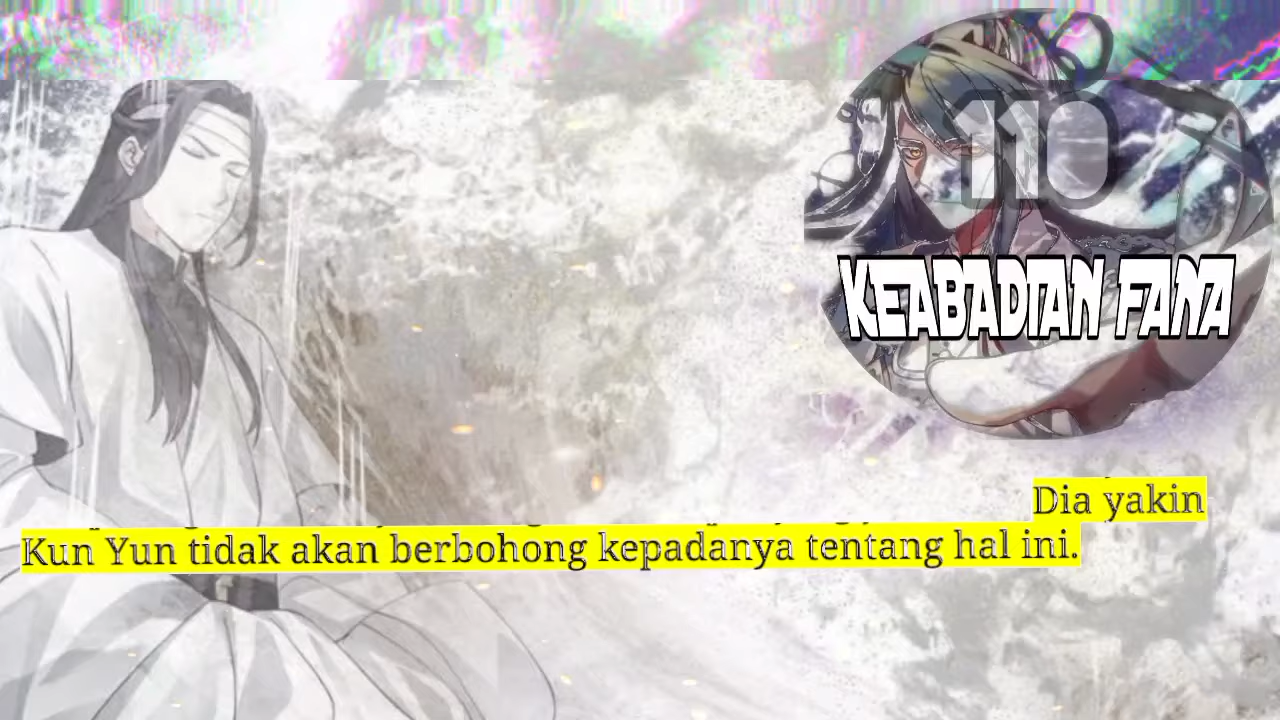 110
KEABADIAN FANA
Dia yakin
Kun Yun tidak akan berbohong kepadanya tentang hal ini.